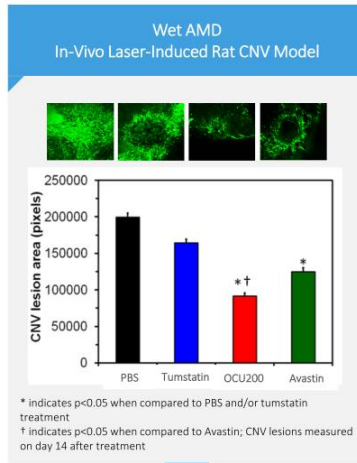 Wet AMD
In-Vivo Laser-Induced Rat CNV Model
CNV lesion area (pixels)
250000
200000
150000
100000
50000
0
*†
*
PBS
Tumstatin
OCU200
Avastin
* indicates p<0.05 when compared to PBS and/or tumstatin
treatment
† indicates p<0.05 when compared to Avastin; CNV lesions measured
on day 14 after treatment